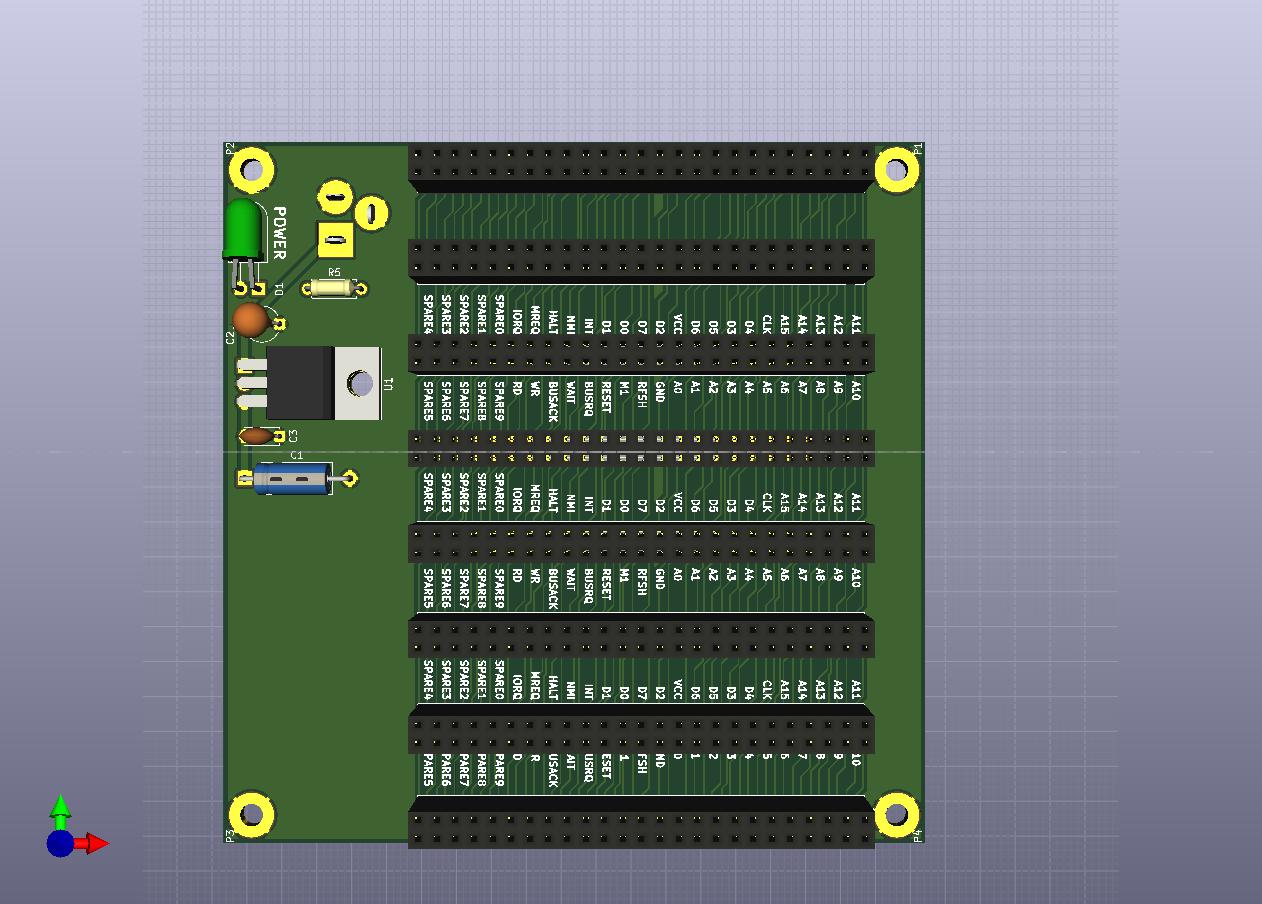 P2
P1
POWER
D1
R5
C2
U1
C3
C1
SPARE4 SPARE3 SPARE2 SPARE1 SPARE0 IORQ MREQ HALT NMI INT D1 D0 D7 D2 VCC D6 D5 D3 D4 CLK A15 A14 A13 A12 A11
SPARE5 SPARE6 SPARE7 SPARE8 SPARE9 RD WR BUSACK WAIT BUSRQ RESET M1 RFSH GND A0 A1 A2 A3 A4 A5 A6 A7 A8 A9 A10
SPARE4 SPARE3 SPARE2 SPARE1 SPARE0 IORQ MREQ HALT NMI INT D1 D0 D7 D2 VCC D6 D5 D3 D4 CLK A15 A14 A13 A12 A11
SPARE5 SPARE6 SPARE7 SPARE8 SPARE9 RD WR BUSACK WAIT BUSRQ RESET M1 RFSH GND A0 A1 A2 A3 A4 A5 A6 A7 A8 A9 A10
SPARE4 SPARE3 SPARE2 SPARE1 SPARE0 IORQ MREQ HALT NMI INT D1 D0 D7 D2 VCC D6 D5 D3 D4 CLK A15 A14 A13 A12 A11
PARE5 PARE6 PARE7 PARE8 PARE9 D R USACK AIT USRQ ESET 1 FSH ND 0 1 2 3 4 5 6 7 8 9 10
P3
P4